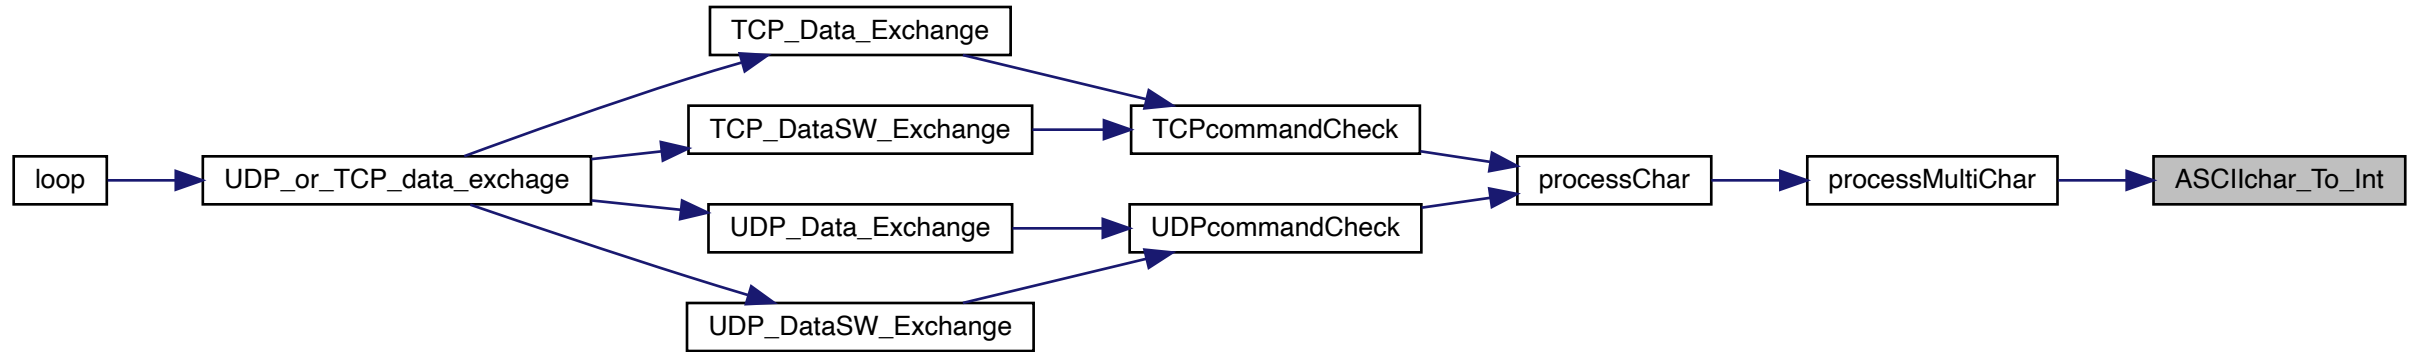 loop
UDP_or_TCP_data_exchage
TCP_Data_Exchange
TCP_DataSW_Exchange
UDP_Data_Exchange
UDP_DataSW_Exchange
TCPcommandCheck
UDPcommandCheck
processChar
processMultiChar
ASCIIchar_To_Int